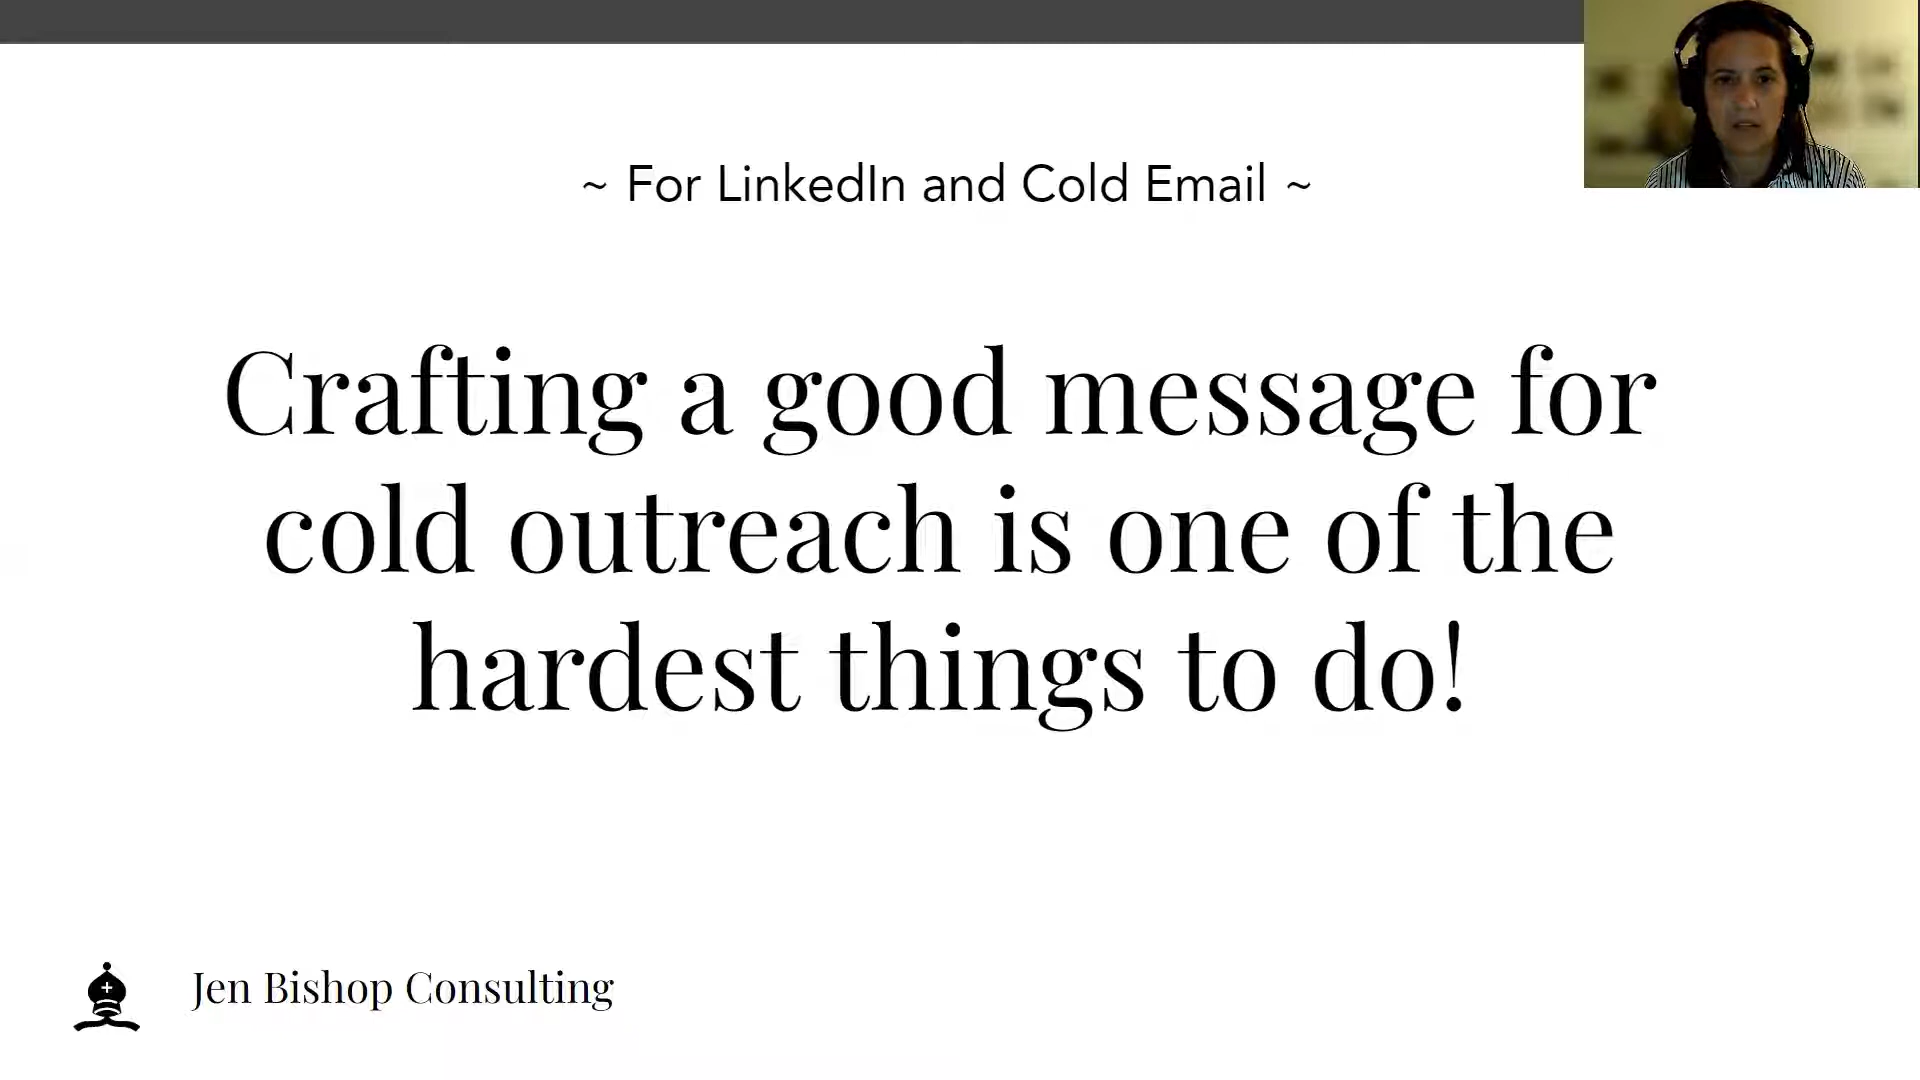 ~ For LinkedIn and Cold Email ~
Crafting a good message for
cold outreach is one of the
hardest things to do!
Jen Bishop Consulting